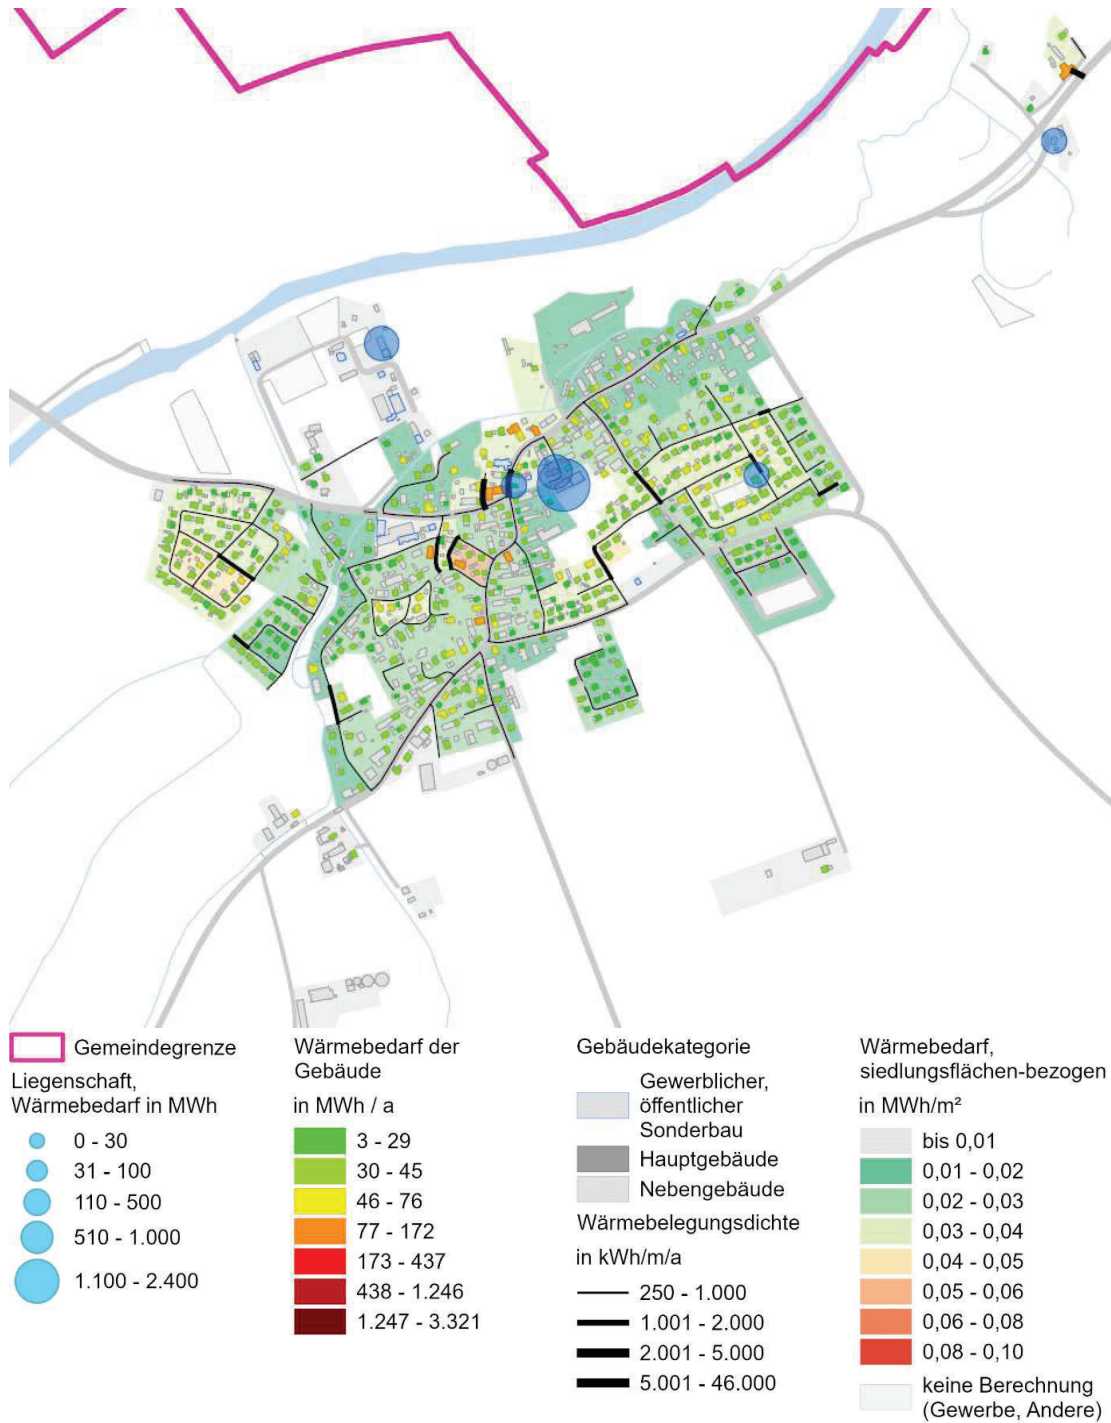 Gemeindegrenze
Liegenschaft,
Wärmebedarf in MWh
0 - 30
31 - 100
110 - 500
510 - 1.000
1.100 - 2.400
Wärmebedarf der
Gebäude
in MWh / a
3 - 29
30 - 45
46 - 76
77 - 172
173 - 437
438 - 1.246
1.247 - 3.321
Gebäudekategorie
Gewerblicher,
öffentlicher
Sonderbau
Hauptgebäude
Nebengebäude
Wärmebelegungsdichte
in kWh/m/a
250 - 1.000
1.001 - 2.000
2.001 - 5.000
5.001 - 46.000
Wärmebedarf,
siedlungsflächen-bezogen
in MWh/m²
bis 0,01
0,01 - 0,02
0,02 - 0,03
0,03 - 0,04
0,04 - 0,05
0,05 - 0,06
0,06 - 0,08
0,08 - 0,10
keine Berechnung
(Gewerbe, Andere)